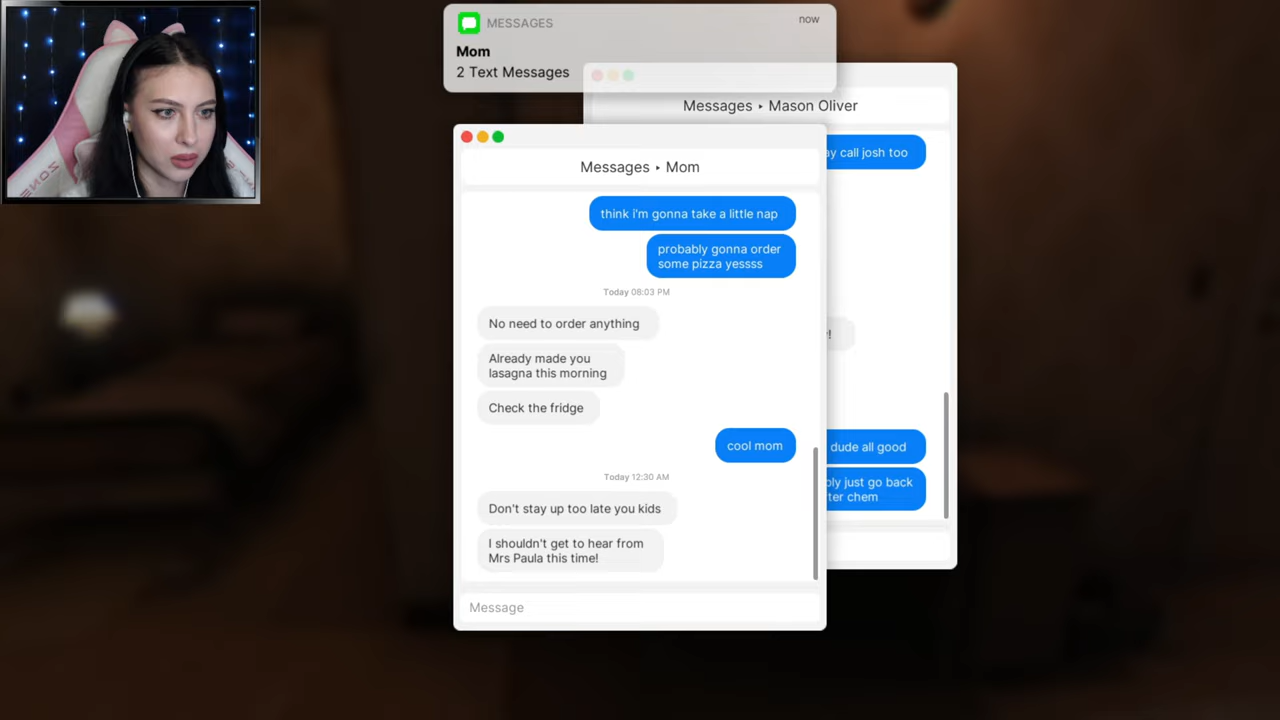 MESSAGES
now
Mom
2 Text Messages
Messages ‣ Mason Oliver
call josh too
dude all good
just go back
chem
Messages ‣ Mom
think i'm gonna take a little nap
probably gonna order
some pizza yessss
Today 08:03 PM
No need to order anything
Already made you
lasagna this morning
Check the fridge
cool mom
Today 12:30 AM
Don't stay up too late you kids
I shouldn't get to hear from
Mrs Paula this time!
Message